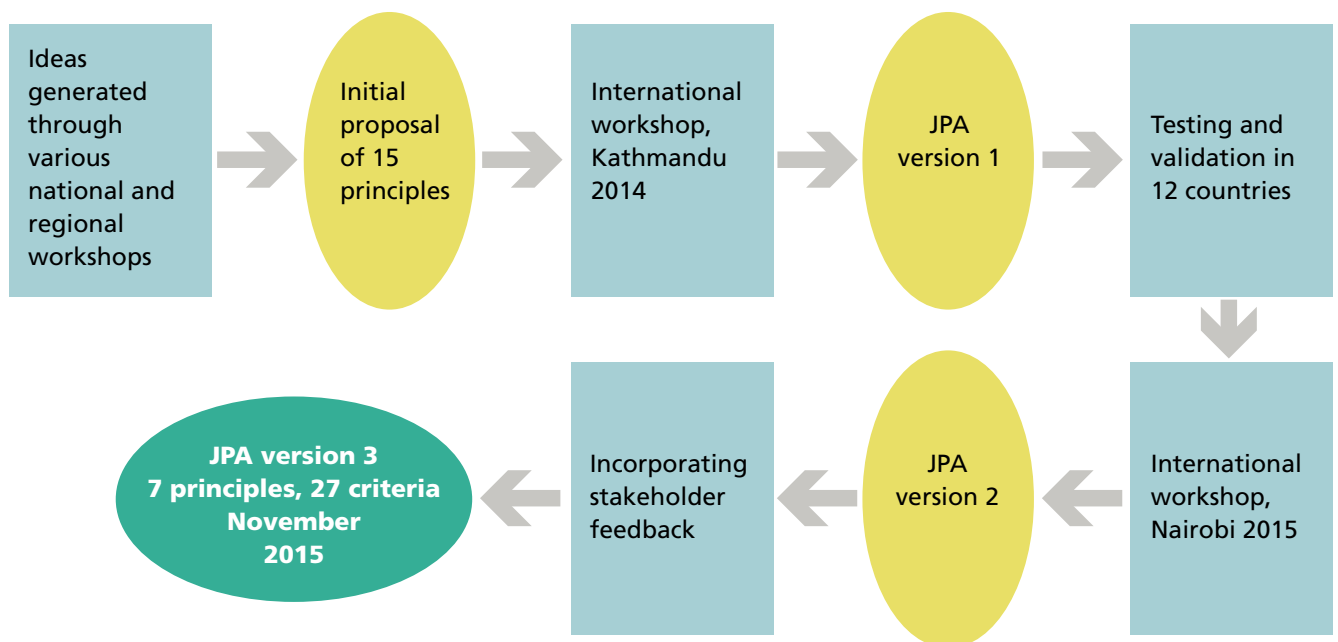 Ideas
generated
through
various
national and
regional
workshops
Initial
proposal
of 15
principles
International
workshop,
Kathmandu
2014
JPA
version 1
Testing and
validation in
12 countries
International
workshop,
Nairobi 2015
JPA
version 2
Incorporating
stakeholder
feedback
JPA version 3
7 principles, 27 criteria
November
2015